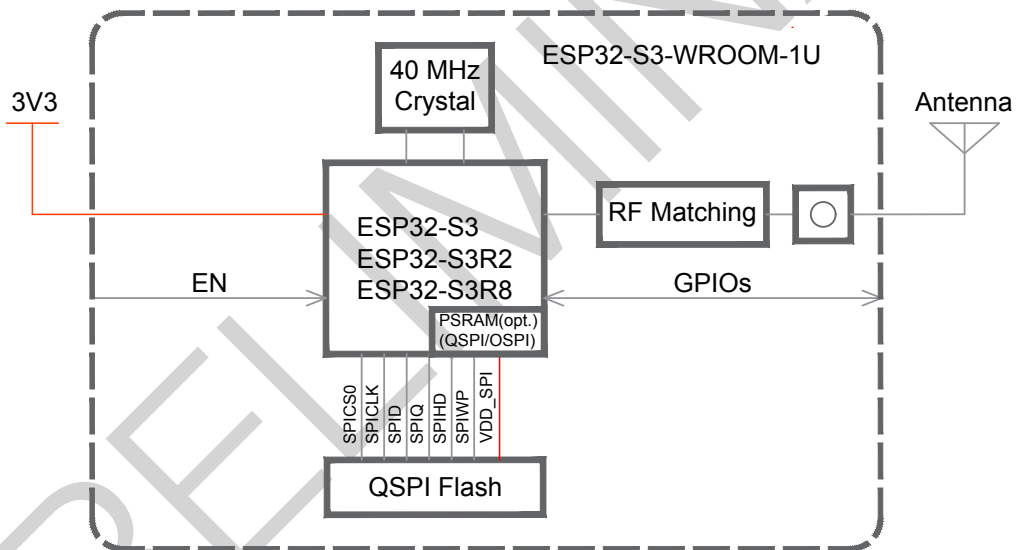 ESP32-S3-WROOM-1U
40 MHz
Crystal
3V3
Antenna
ESP32-S3
ESP32-S3R2
ESP32-S3R8
RF Matching
EN
GPIOs
PSRAM(opt.)
(QSPI/OSPI)
SPICS0
SPICLK
SPID
SPIQ
SPIHD
SPIWP
VDD_SPI
QSPI Flash